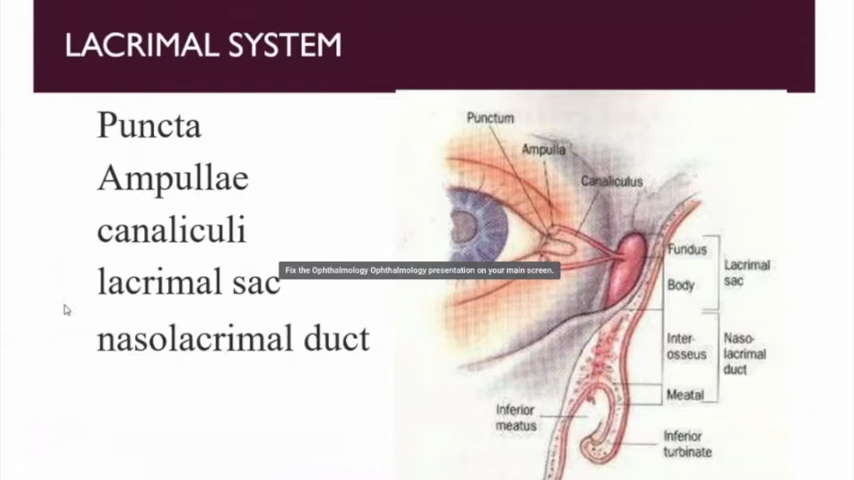 LACRIMAL SYSTEM
Puncta
Ampullae
canaliculi
lacrimal sac
nasolacrimal duct
Fix the Ophthalmology Ophthalmology presentation on your main screen.
Punctum
Ampulla
Canaliculus
Fundus
Body
Lacrimal
sac
Inter-
osseus
Meatal
Naso-
lacrimal
duct
Inferior
meatus
Inferior
turbinate